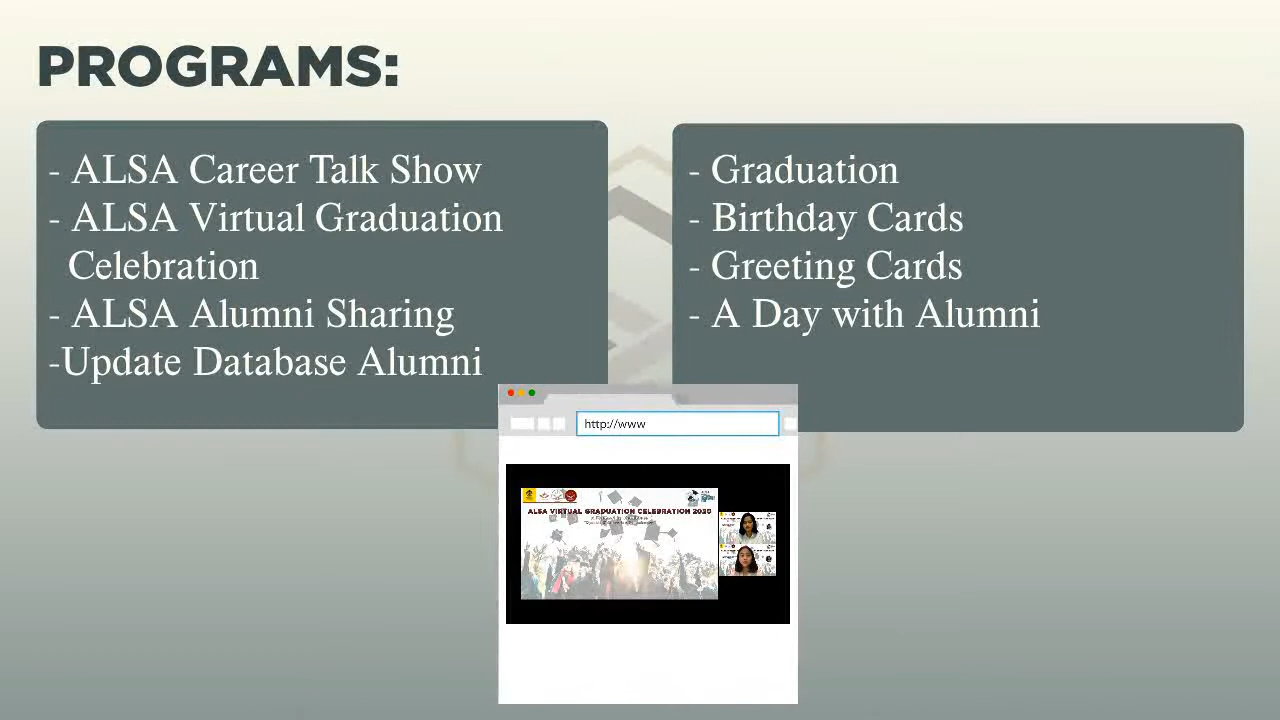 PROGRAMS:
- ALSA Career Talk Show
- ALSA Virtual Graduation
Celebration
- ALSA Alumni Sharing
-Update Database Alumni
- Graduation
- Birthday Cards
- Greeting Cards
- A Day with Alumni
http://www
ALSA VIRTUAL GRADUATION CELEBRATION 2020